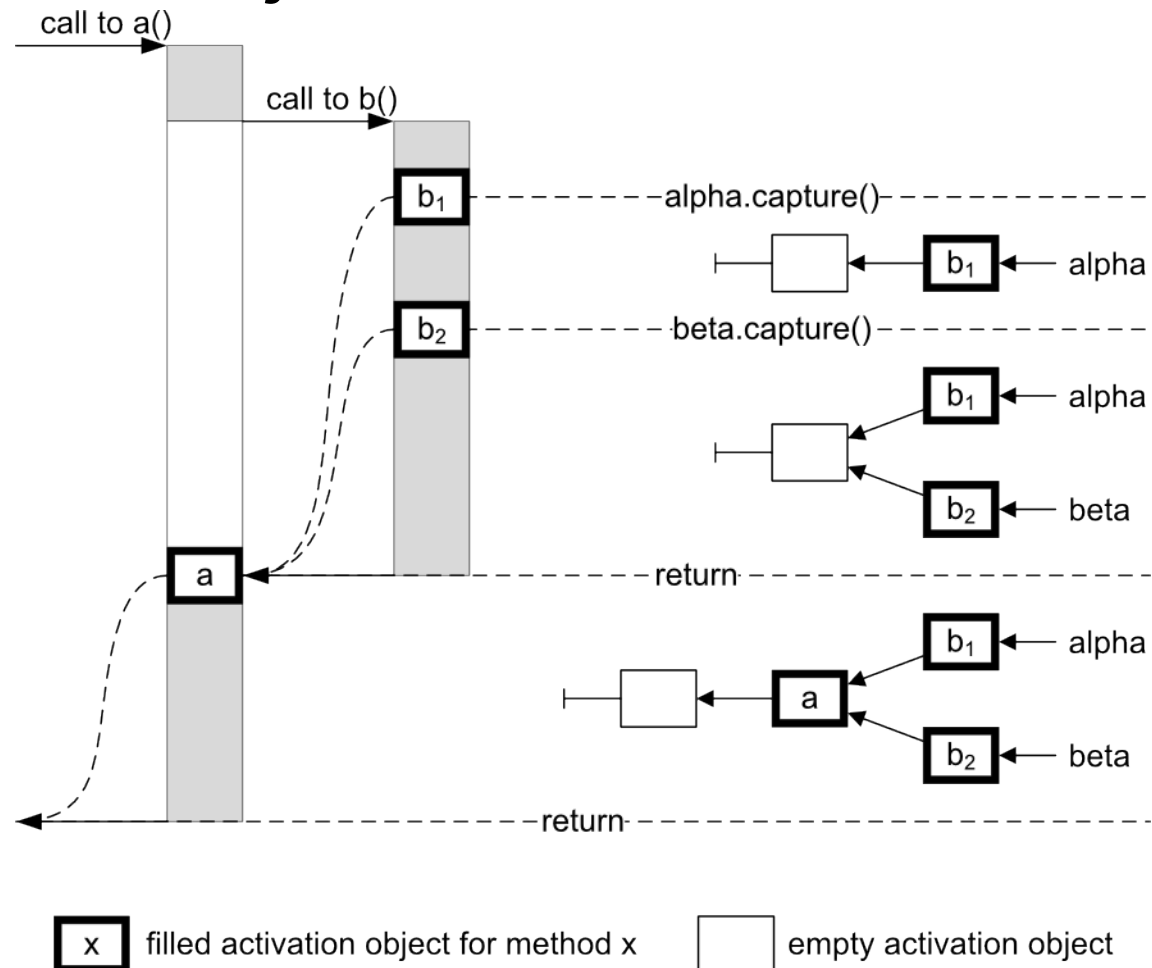 call to a()
call to b()
b₁
alpha.capture()
b₁
alpha
b₂
beta.capture()
b₁
alpha
b₂
beta
a
return
b₁
alpha
a
b₂
beta
return
x
filled activation object for method x
empty activation object